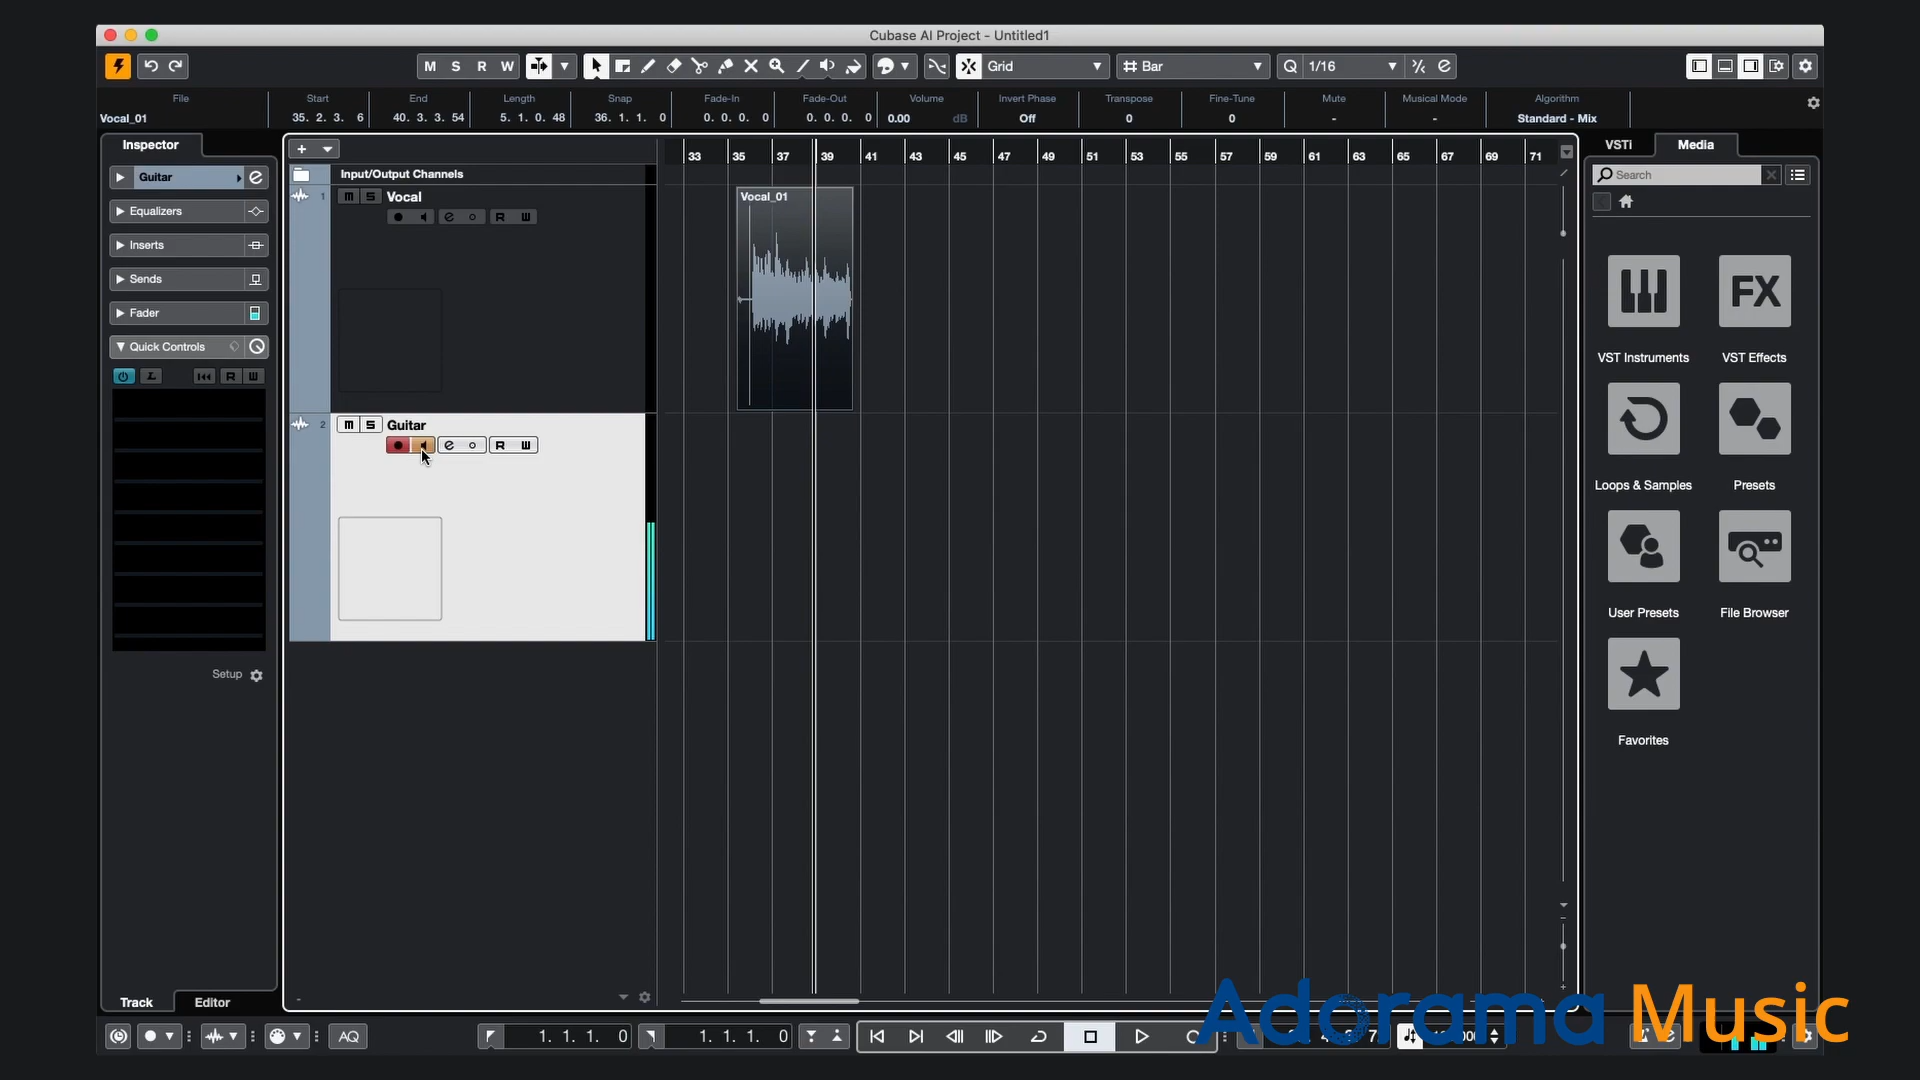 Cubase AI Project - Untitled1
M S R W
Grid
Bar
Q 1/16
File
Start
End
Length
Snap
Fade-In
Fade-Out
Volume
Invert Phase
Transpose
Fine-Tune
Mute
Musical Mode
Algorithm
Vocal_01
35. 2. 3. 6
40. 3. 3. 54
5. 1. 0. 48
36. 1. 1. 0
0. 0. 0. 0
0. 0. 0. 0
0.00 dB
Off
0
0
-
-
Standard - Mix
Inspector
Guitar
Equalizers
Inserts
Sends
Fader
Quick Controls
R W
Setup
Track
Editor
Input/Output Channels
1 m S Vocal
R W
2 m S Guitar
R W
33 35 37 39 41 43 45 47 49 51 53 55 57 59 61 63 65 67 69 71
Vocal_01
VSTi
Media
Search
FX
VST Instruments
VST Effects
Loops & Samples
Presets
User Presets
File Browser
Favorites
AQ
1. 1. 1. 0
1. 1. 1. 0
Adorama Music